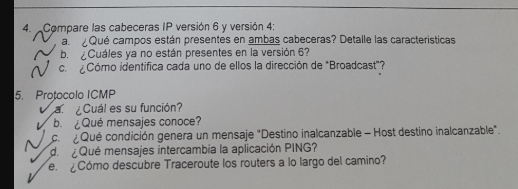 4. Compare las cabeceras IP versión 6 y versión 4:
a. ¿Qué campos están presentes en ambas cabeceras? Detalle las caracteristicas
b. ¿Cuáles ya no están presentes en la versión 6?
c. ¿Cómo identifica cada uno de ellos la dirección de "Broadcast"?
5. Protocolo ICMP
a. ¿Cuál es su función?
b. ¿Qué mensajes conoce?
c. ¿Qué condición genera un mensaje "Destino inalcanzable – Host destino inalcanzable".
d. ¿Qué mensajes intercambia la aplicación PING?
e. ¿Cómo descubre Traceroute los routers a lo largo del camino?